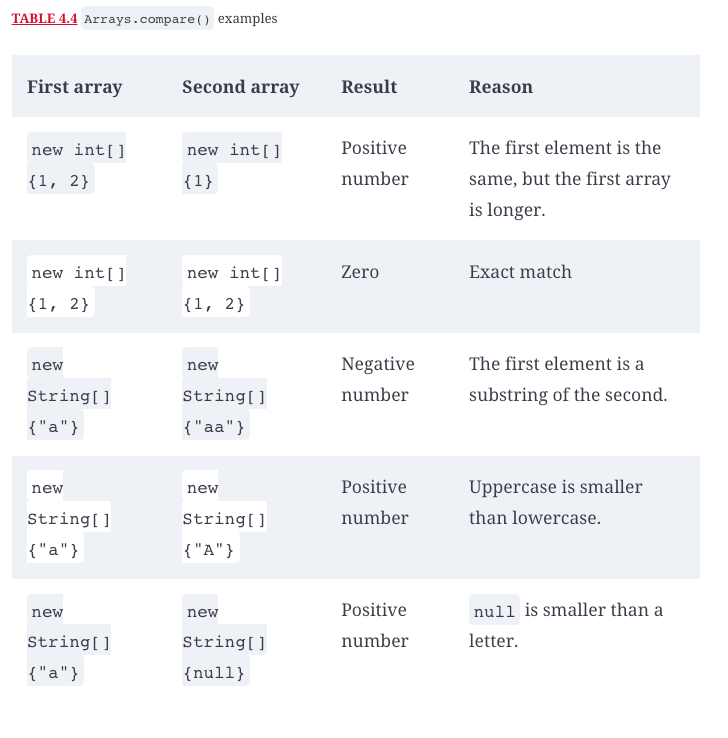 TABLE 4.4 Arrays.compare() examples
First array Second array Result Reason
new int[] {1, 2} new int[] {1} Positive number The first element is the same, but the first array is longer.
new int[] {1, 2} new int[] {1, 2} Zero Exact match
new String[] {"a"} new String[] {"aa"} Negative number The first element is a substring of the second.
new String[] {"a"} new String[] {"A"} Positive number Uppercase is smaller than lowercase.
new String[] {"a"} new String[] {null} Positive number null is smaller than a letter.